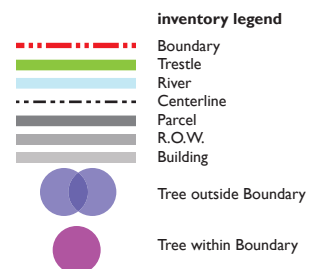 inventory legend
Boundary
Trestle
River
Centerline
Parcel
R.O.W.
Building
Tree outside Boundary
Tree within Boundary